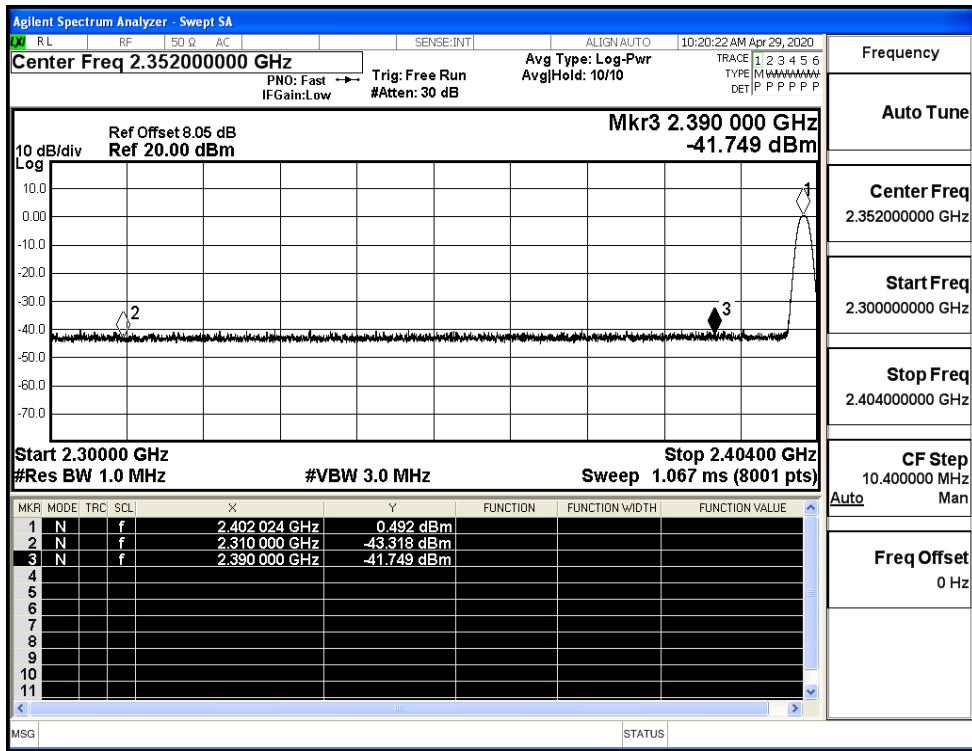 Agilent Spectrum Analyzer - Swept SA
LXI RL RF 50 Ω AC SENSE:INT ALIGNAUTO 10:20:22 AM Apr 29, 2020
Center Freq 2.352000000 GHz
PNO: Fast
IFGain:Low
Trig: Free Run
#Atten: 30 dB
Avg Type: Log-Pwr
Avg|Hold: 10/10
TRACE 1 2 3 4 5 6
TYPE M WWWWW
DET P P P P P P
Frequency
Auto Tune
Center Freq
2.352000000 GHz
Start Freq
2.300000000 GHz
Stop Freq
2.404000000 GHz
CF Step
10.400000 MHz
Auto Man
Freq Offset
0 Hz
Mkr3 2.390 000 GHz
-41.749 dBm
Ref Offset 8.05 dB
10 dB/div Ref 20.00 dBm
Log
10.0
0.00
-10.0
-20.0
-30.0
-40.0
-50.0
-60.0
-70.0
1
2
3
Start 2.30000 GHz Stop 2.40400 GHz
#Res BW 1.0 MHz #VBW 3.0 MHz Sweep 1.067 ms (8001 pts)
MKR MODE TRC SCL X Y FUNCTION FUNCTION WIDTH FUNCTION VALUE
1 N f 2.402 024 GHz 0.492 dBm
2 N f 2.310 000 GHz -43.318 dBm
3 N f 2.390 000 GHz -41.749 dBm
4
5
6
7
8
9
10
11
MSG STATUS